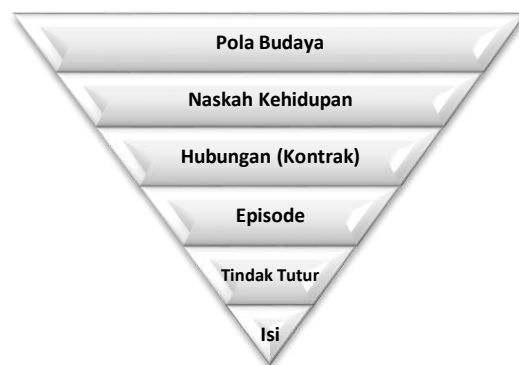 Pola Budaya
Naskah Kehidupan
Hubungan (Kontrak)
Episode
Tindak Tutur
Isi